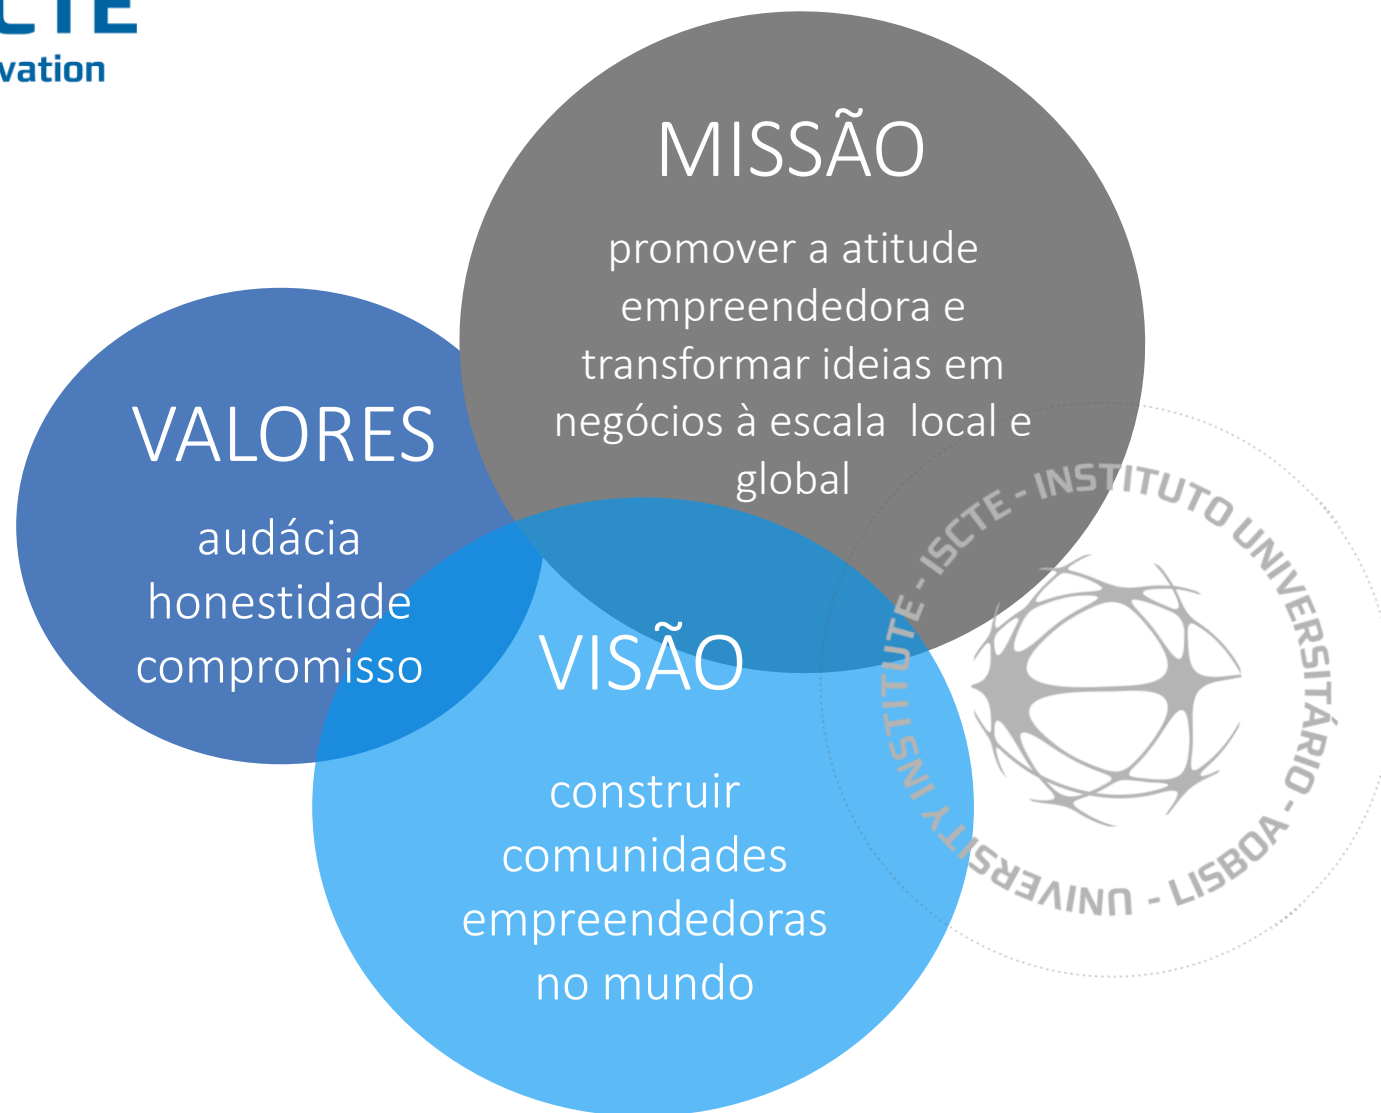 MISSÃO
promover a atitude
empreendedora e
transformar ideias em
negócios à escala local e
global
VALORES
audácia
honestidade
compromisso
VISÃO
construir
comunidades
empreendedoras
no mundo
ISCTE - INSTITUTO UNIVERSITÁRIO - LISBOA - UNIVERSITY INSTITUTE -